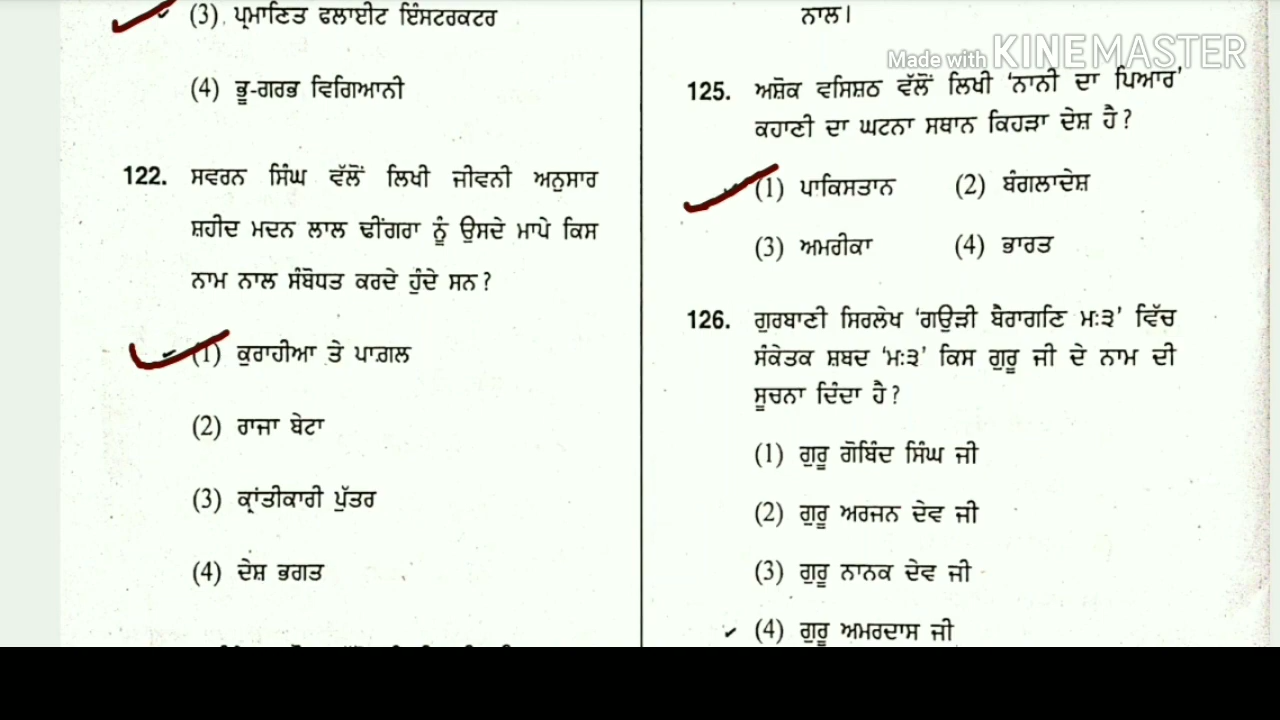 (3) ਪ੍ਰਮਾਣਿਤ ਫਲਾਈਟ ਇੰਸਟਰਕਟਰ
(4) ਭੂ-ਗਰਭ ਵਿਗਿਆਨੀ
122. ਸਵਰਨ ਸਿੰਘ ਵੱਲੋਂ ਲਿਖੀ ਜੀਵਨੀ ਅਨੁਸਾਰ
ਸ਼ਹੀਦ ਮਦਨ ਲਾਲ ਢੀਂਗਰਾ ਨੂੰ ਉਸਦੇ ਮਾਪੇ ਕਿਸ
ਨਾਮ ਨਾਲ ਸੰਬੋਧਤ ਕਰਦੇ ਹੁੰਦੇ ਸਨ ?
(1) ਕੁਰਾਹੀਆ ਤੇ ਪਾਗ਼ਲ
(2) ਰਾਜਾ ਬੇਟਾ
(3) ਕ੍ਰਾਂਤੀਕਾਰੀ ਪੁੱਤਰ
(4) ਦੇਸ਼ ਭਗਤ
ਨਾਲ।
Made with KINEMASTER
125. ਅਸ਼ੋਕ ਵਸਿਸ਼ਠ ਵੱਲੋਂ ਲਿਖੀ ‘ਨਾਨੀ ਦਾ ਪਿਆਰ’
ਕਹਾਣੀ ਦਾ ਘਟਨਾ ਸਥਾਨ ਕਿਹੜਾ ਦੇਸ਼ ਹੈ ?
(1) ਪਾਕਿਸਤਾਨ (2) ਬੰਗਲਾਦੇਸ਼
(3) ਅਮਰੀਕਾ (4) ਭਾਰਤ
126. ਗੁਰਬਾਣੀ ਸਿਰਲੇਖ ‘ਗਉੜੀ ਬੈਰਾਗਣਿ ਮਃ੩’ ਵਿੱਚ
ਸੰਕੇਤਕ ਸ਼ਬਦ ‘ਮਃ੩’ ਕਿਸ ਗੁਰੂ ਜੀ ਦੇ ਨਾਮ ਦੀ
ਸੂਚਨਾ ਦਿੰਦਾ ਹੈ ?
(1) ਗੁਰੂ ਗੋਬਿੰਦ ਸਿੰਘ ਜੀ
(2) ਗੁਰੂ ਅਰਜਨ ਦੇਵ ਜੀ
(3) ਗੁਰੂ ਨਾਨਕ ਦੇਵ ਜੀ
(4) ਗੁਰੂ ਅਮਰਦਾਸ ਜੀ